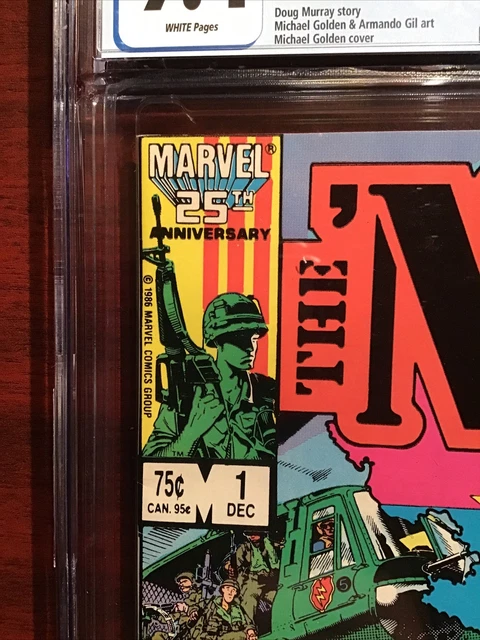 WHITE Pages
Doug Murray story
Michael Golden & Armando Gil art
Michael Golden cover
MARVEL®
25TH
ANNIVERSARY
© 1986 MARVEL COMICS GROUP
THE
'N
TM
75¢
CAN. 95¢
1
DEC
5